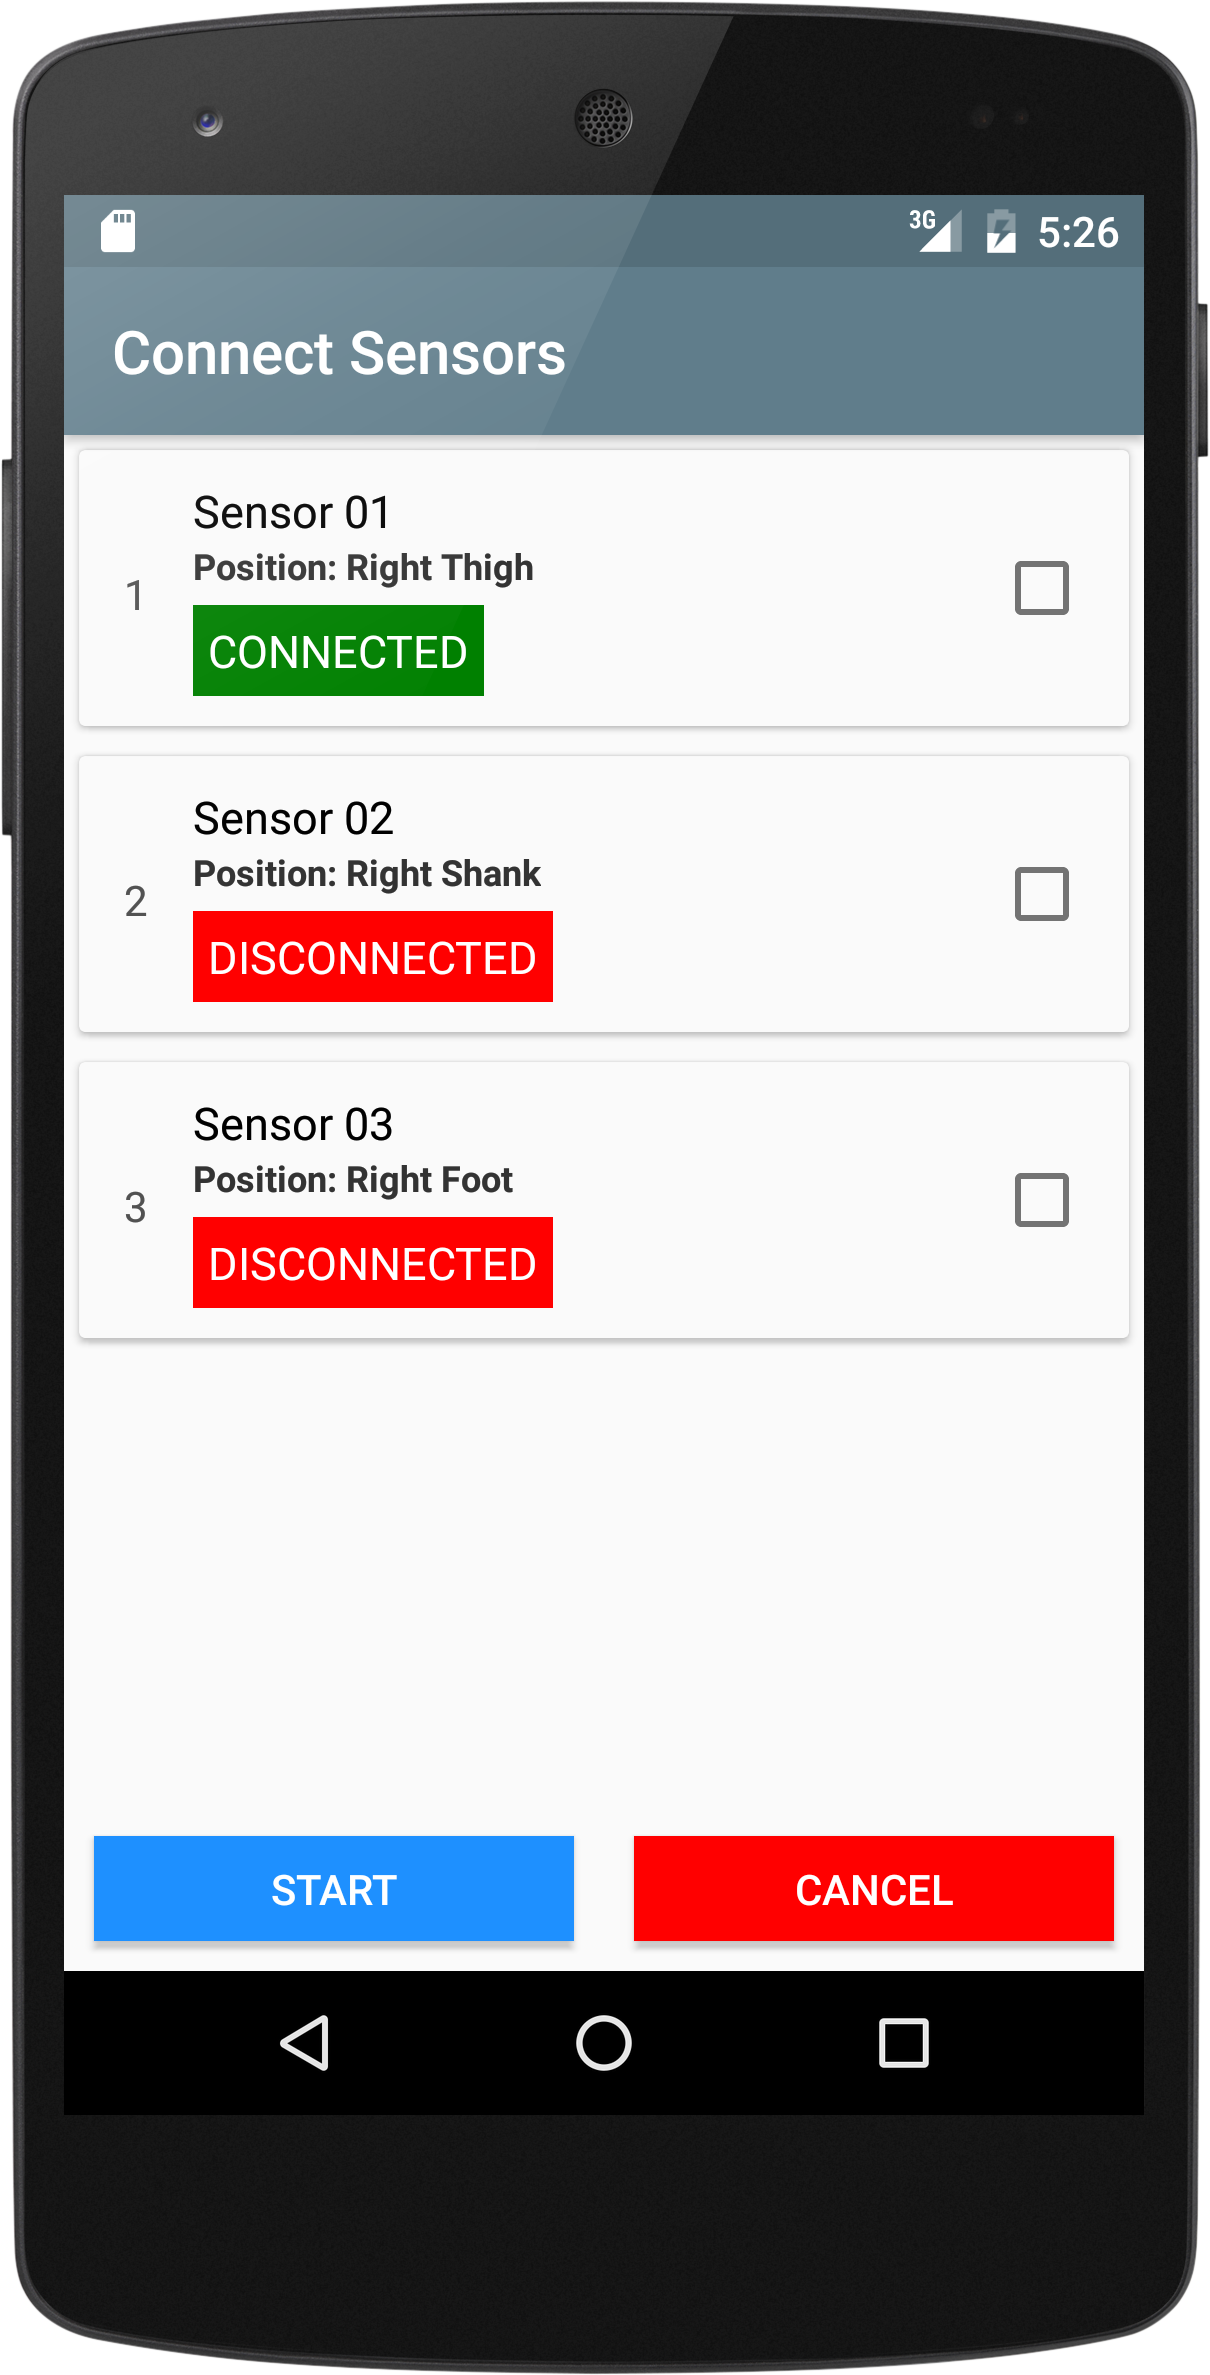 3G 5:26
Connect Sensors
Sensor 01
Position: Right Thigh
1
CONNECTED
Sensor 02
Position: Right Shank
2
DISCONNECTED
Sensor 03
Position: Right Foot
3
DISCONNECTED
START CANCEL